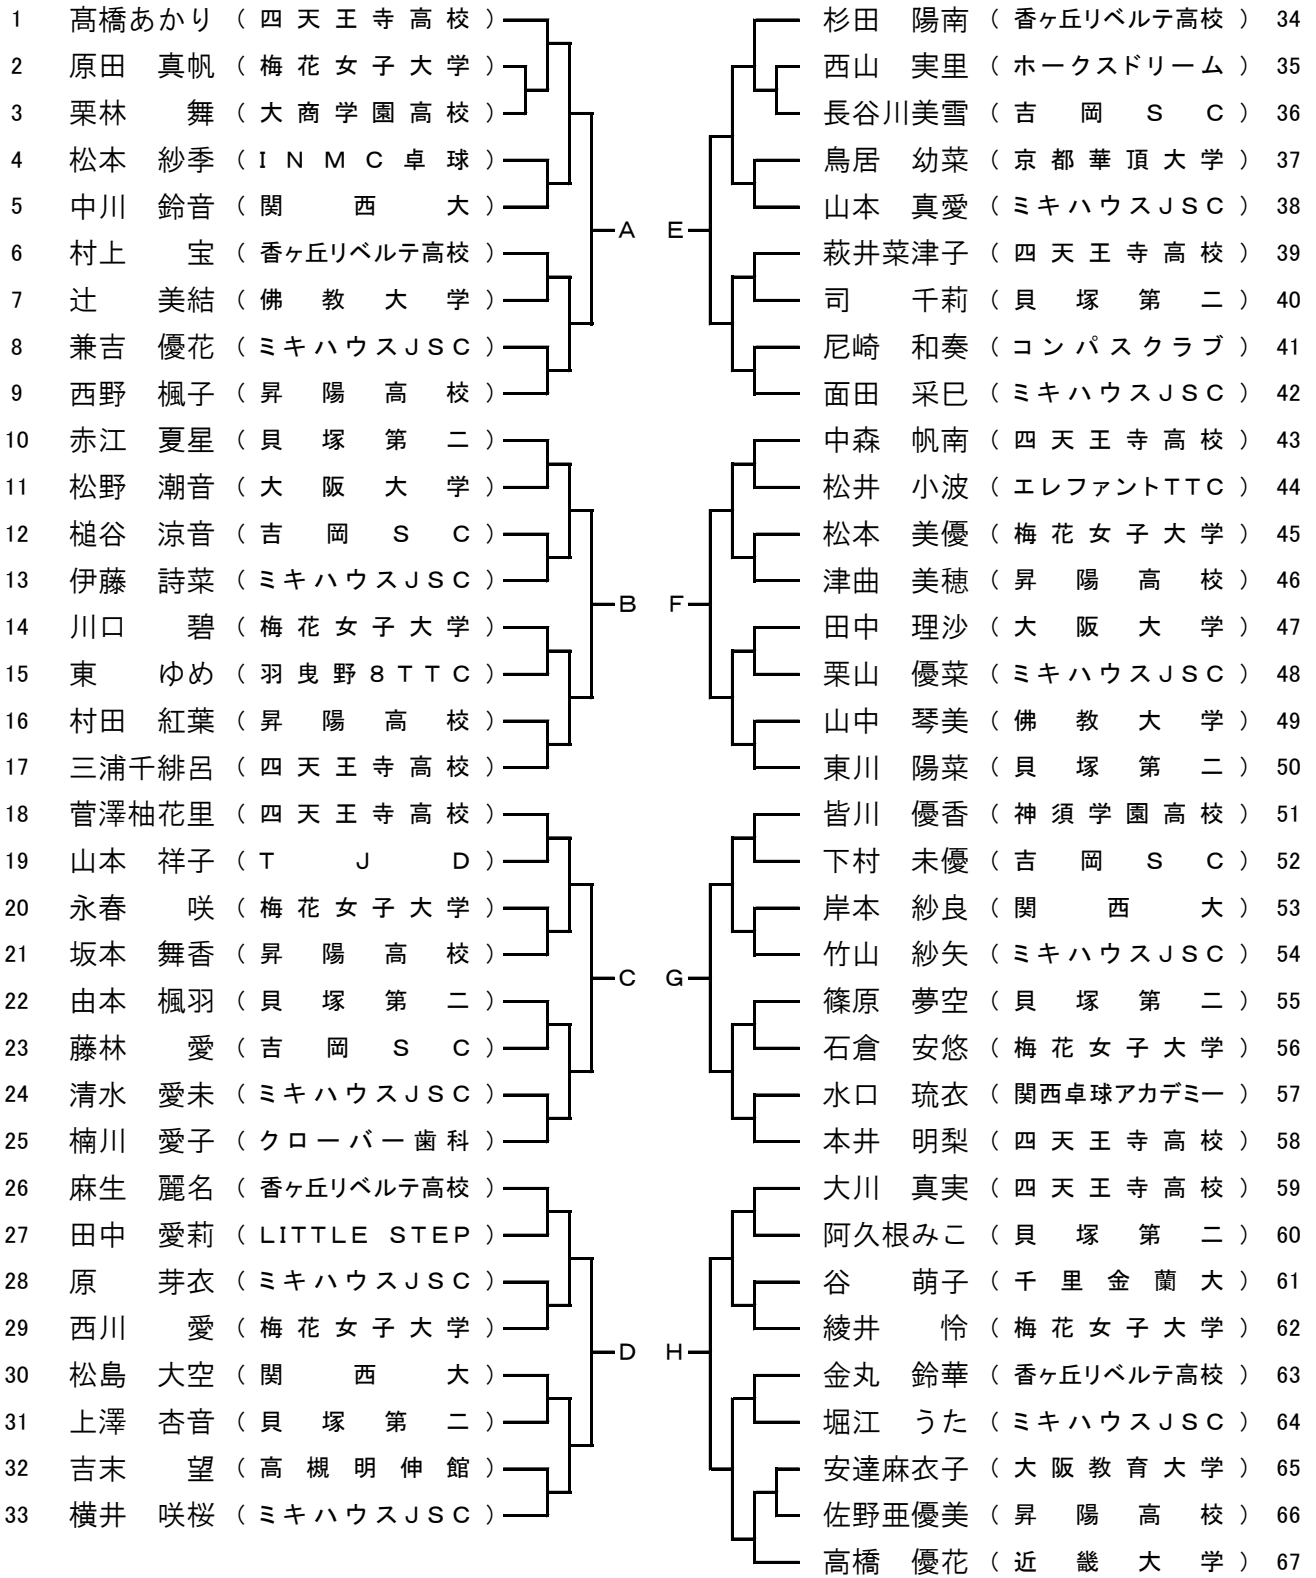 1 髙橋あかり (四天王寺高校)
2 原田 真帆 (梅花女子大学)
3 栗林 舞 (大商学園高校)
4 松本 紗季 (INMC卓球)
5 中川 鈴音 (関西大)
6 村上 宝 (香ヶ丘リベルテ高校)
7 辻 美結 (佛教大学)
8 兼吉 優花 (ミキハウスJSC)
9 西野 楓子 (昇陽高校)
A
10 赤江 夏星 (貝塚第二)
11 松野 潮音 (大阪大学)
12 槌谷 涼音 (吉岡SC)
13 伊藤 詩菜 (ミキハウスJSC)
14 川口 碧 (梅花女子大学)
15 東 ゆめ (羽曳野8TTC)
16 村田 紅葉 (昇陽高校)
17 三浦千緋呂 (四天王寺高校)
B
18 菅澤柚花里 (四天王寺高校)
19 山本 祥子 (TJD)
20 永春 咲 (梅花女子大学)
21 坂本 舞香 (昇陽高校)
22 由本 楓羽 (貝塚第二)
23 藤林 愛 (吉岡SC)
24 清水 愛未 (ミキハウスJSC)
25 楠川 愛子 (クローバー歯科)
C
26 麻生 麗名 (香ヶ丘リベルテ高校)
27 田中 愛莉 (LITTLE STEP)
28 原 芽衣 (ミキハウスJSC)
29 西川 愛 (梅花女子大学)
30 松島 大空 (関西大)
31 上澤 杏音 (貝塚第二)
32 吉末 望 (高槻明伸館)
33 横井 咲桜 (ミキハウスJSC)
D
杉田 陽南 (香ヶ丘リベルテ高校) 34
西山 実里 (ホークスドリーム) 35
長谷川美雪 (吉岡SC) 36
鳥居 幼菜 (京都華頂大学) 37
山本 真愛 (ミキハウスJSC) 38
萩井菜津子 (四天王寺高校) 39
司 千莉 (貝塚第二) 40
尼崎 和奏 (コンパスクラブ) 41
面田 采巳 (ミキハウスJSC) 42
E
中森 帆南 (四天王寺高校) 43
松井 小波 (エレファントTTC) 44
松本 美優 (梅花女子大学) 45
津曲 美穂 (昇陽高校) 46
田中 理沙 (大阪大学) 47
栗山 優菜 (ミキハウスJSC) 48
山中 琴美 (佛教大学) 49
東川 陽菜 (貝塚第二) 50
F
皆川 優香 (神須学園高校) 51
下村 未優 (吉岡SC) 52
岸本 紗良 (関西大) 53
竹山 紗矢 (ミキハウスJSC) 54
篠原 夢空 (貝塚第二) 55
石倉 安悠 (梅花女子大学) 56
水口 琉衣 (関西卓球アカデミー) 57
本井 明梨 (四天王寺高校) 58
G
大川 真実 (四天王寺高校) 59
阿久根みこ (貝塚第二) 60
谷 萌子 (千里金蘭大) 61
綾井 怜 (梅花女子大学) 62
金丸 鈴華 (香ヶ丘リベルテ高校) 63
堀江 うた (ミキハウスJSC) 64
安達麻衣子 (大阪教育大学) 65
佐野亜優美 (昇陽高校) 66
高橋 優花 (近畿大学) 67
H